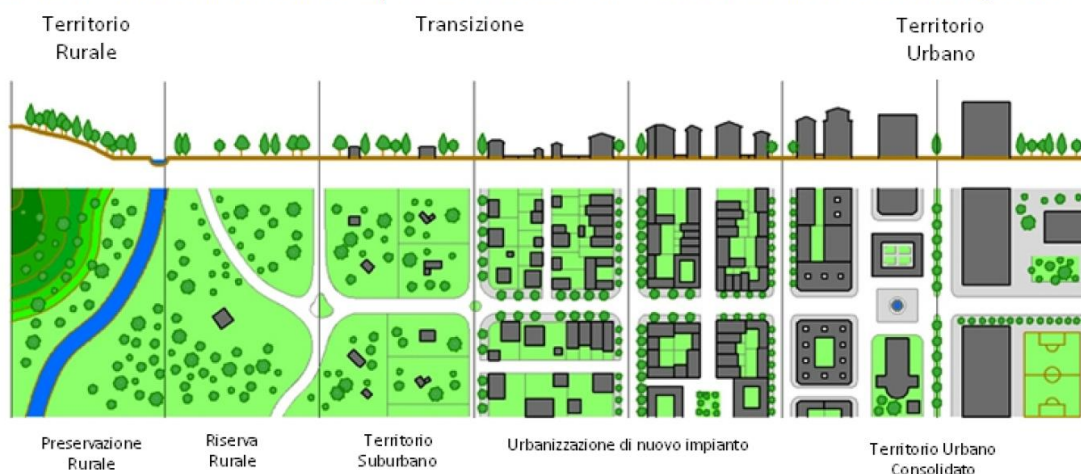 Territorio
Rurale
Transizione
Territorio
Urbano
Preservazione
Rurale
Riserva
Rurale
Territorio
Suburbano
Urbanizzazione di nuovo impianto
Territorio Urbano
Consolidato